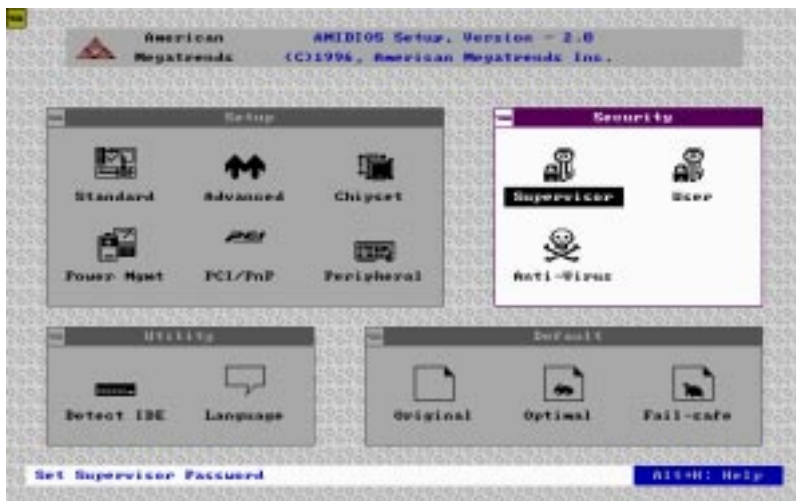 American
Megatrends
AMIBIOS Setup, Version - 2.0
(C)1996, American Megatrends Inc.
Setup
Standard
Advanced
Chipset
Power Mgmt
PCI
PCI/PnP
Peripheral
Security
Supervisor
User
Anti-Virus
Utility
Detect IDE
Language
Default
Original
Optimal
Fail-safe
Set Supervisor Password
Alt+H: Help